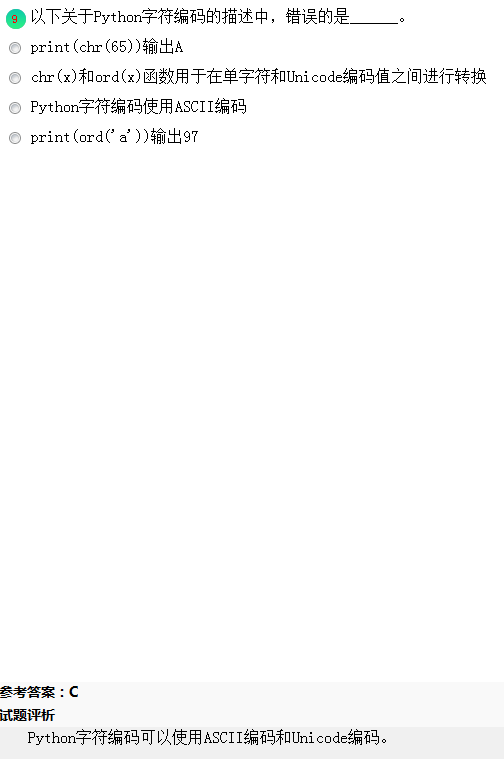 9 以下关于Python字符编码的描述中，错误的是______。
print(chr(65))输出A
chr(x)和ord(x)函数用于在单字符和Unicode编码值之间进行转换
Python字符编码使用ASCII编码
print(ord('a'))输出97
参考答案：C
试题评析
Python字符编码可以使用ASCII编码和Unicode编码。